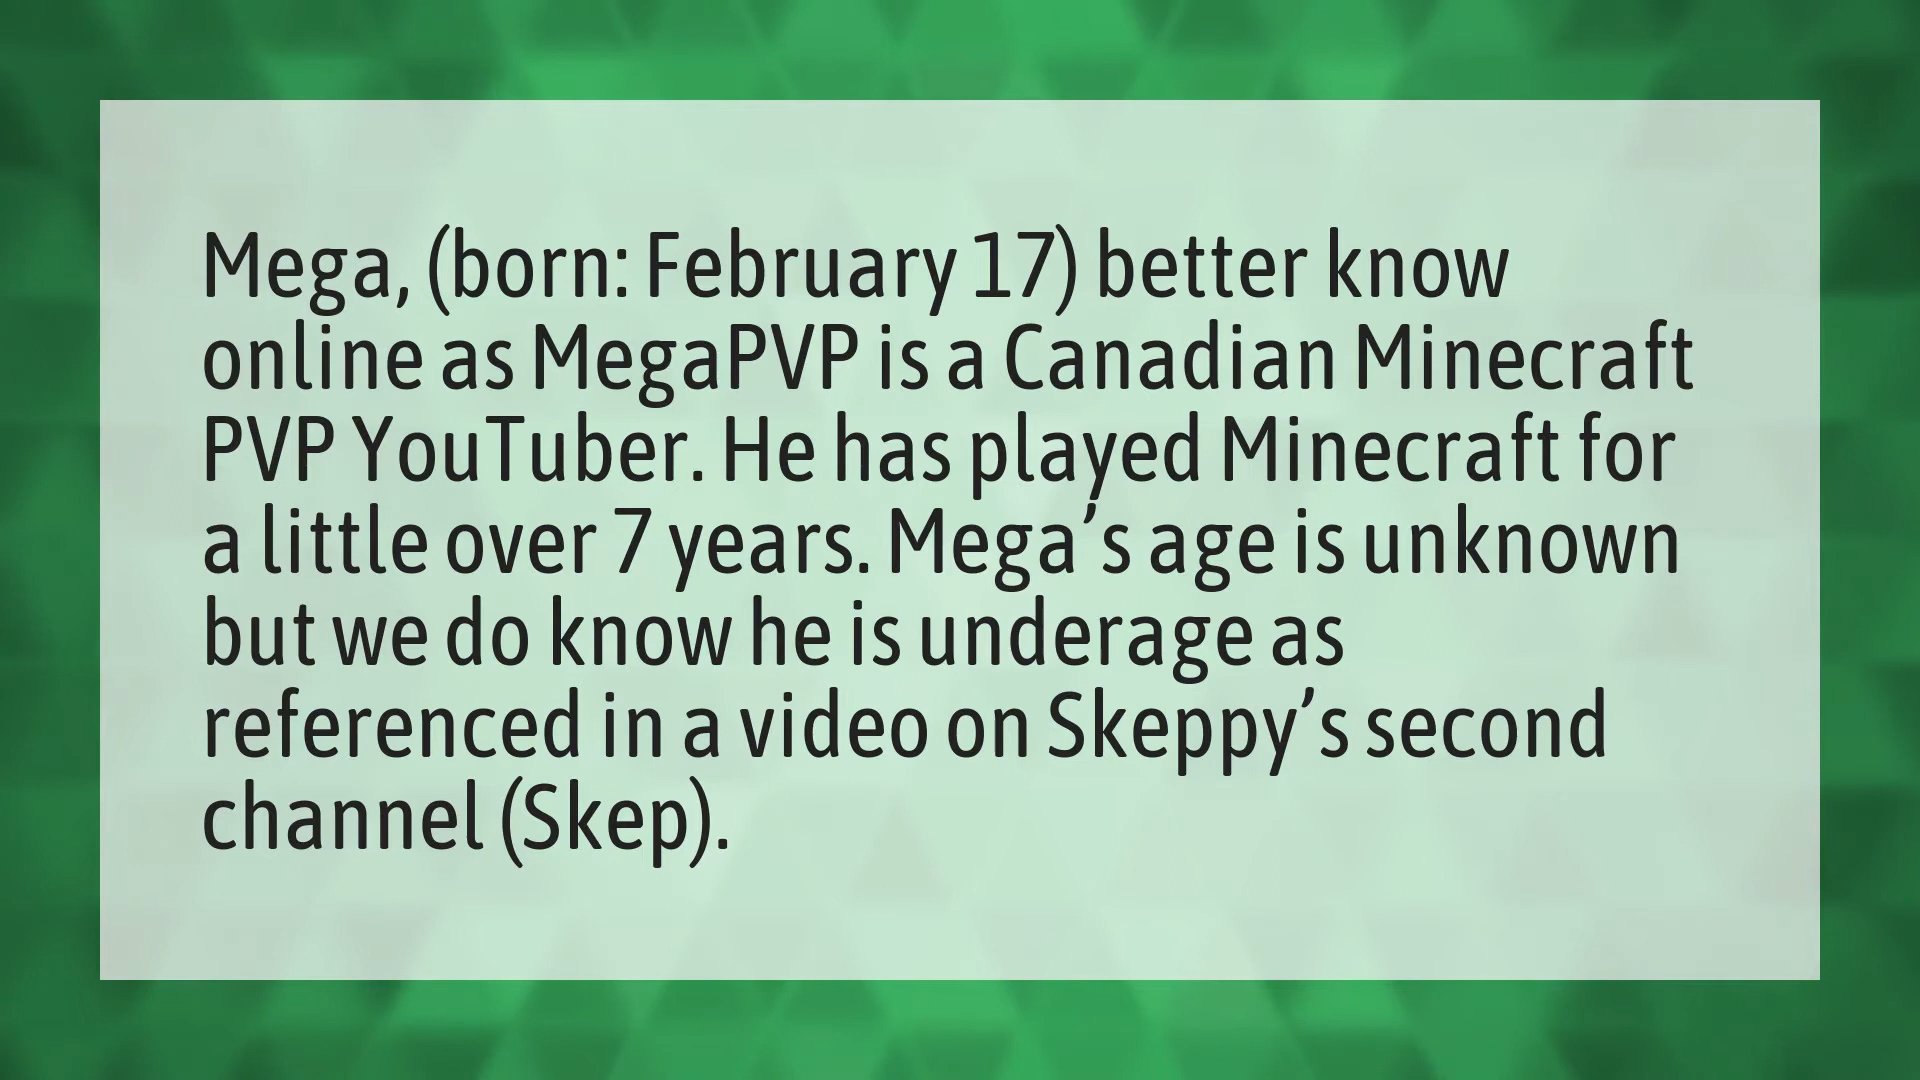 Mega, (born: February 17) better know
online as MegaPVP is a Canadian Minecraft
PVP YouTuber. He has played Minecraft for
a little over 7 years. Mega’s age is unknown
but we do know he is underage as
referenced in a video on Skeppy’s second
channel (Skep).